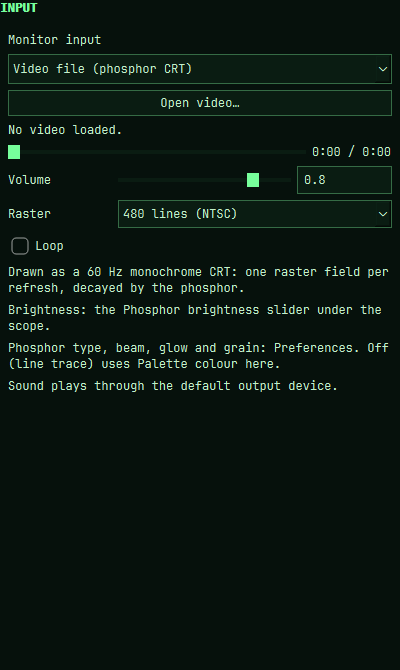 INPUT
Monitor input
Video file (phosphor CRT)
Open video…
No video loaded.
0:00 / 0:00
Volume
0.8
Raster
480 lines (NTSC)
Loop
Drawn as a 60 Hz monochrome CRT: one raster field per
refresh, decayed by the phosphor.
Brightness: the Phosphor brightness slider under the
scope.
Phosphor type, beam, glow and grain: Preferences. Off
(line trace) uses Palette colour here.
Sound plays through the default output device.